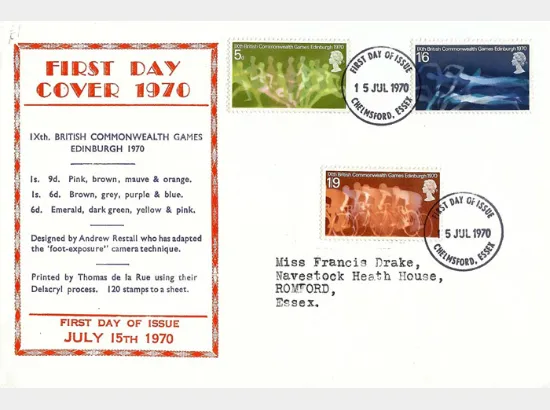 FIRST DAY
COVER 1970
IXth. BRITISH COMMONWEALTH GAMES
EDINBURGH 1970
1s. 9d. Pink, brown, mauve & orange.
1s. 6d. Brown, grey, purple & blue.
6d. Emerald, dark green, yellow & pink.
Designed by Andrew Restall who has adapted
the "foot-exposure" camera technique.
Printed by Thomas de la Rue using their
Delacryl process. 120 stamps to a sheet.
FIRST DAY OF ISSUE
JULY 15TH 1970
IXth British Commonwealth Games Edinburgh 1970
5D
FIRST DAY OF ISSUE
15 JUL 1970
CHELMSFORD, ESSEX
IXth British Commonwealth Games Edinburgh 1970
1'6
IXth British Commonwealth Games Edinburgh 1970
1'9
FIRST DAY OF ISSUE
15 JUL 1970
CHELMSFORD, ESSEX
Miss Francis Drake,
Navestock Heath House,
ROMFORD,
Essex.